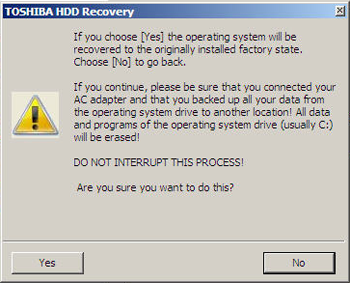 TOSHIBA HDD Recovery
If you choose [Yes] the operating system will be
recovered to the originally installed factory state.
Choose [No] to go back.
If you continue, please be sure that you connected your
AC adapter and that you backed up all your data from
the operating system drive to another location! All data
and programs of the operating system drive (usually C:)
will be erased!
DO NOT INTERRUPT THIS PROCESS!
Are you sure you want to do this?
Yes
No